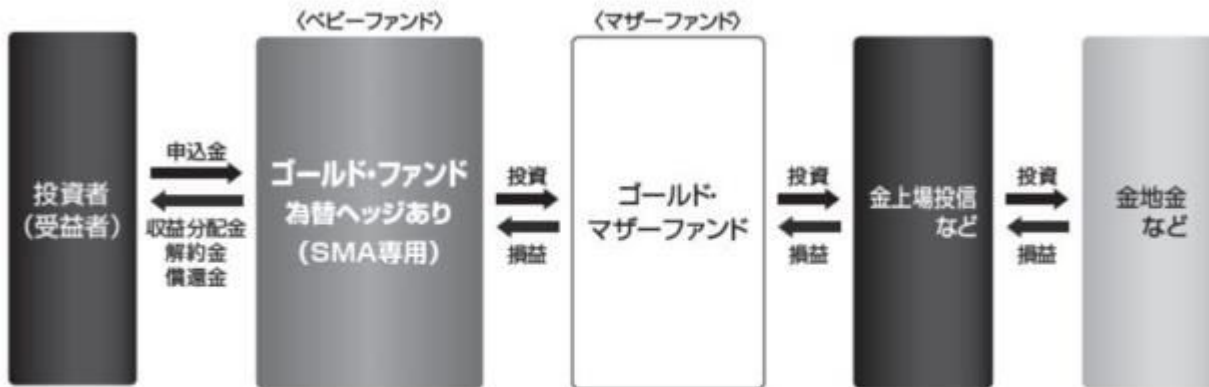 〈ベビーファンド〉
〈マザーファンド〉
投資者
(受益者)
申込金
収益分配金
解約金
償還金
ゴールド・ファンド
為替ヘッジあり
(SMA専用)
投資
損益
ゴールド・
マザーファンド
投資
損益
金上場投信
など
投資
損益
金地金
など